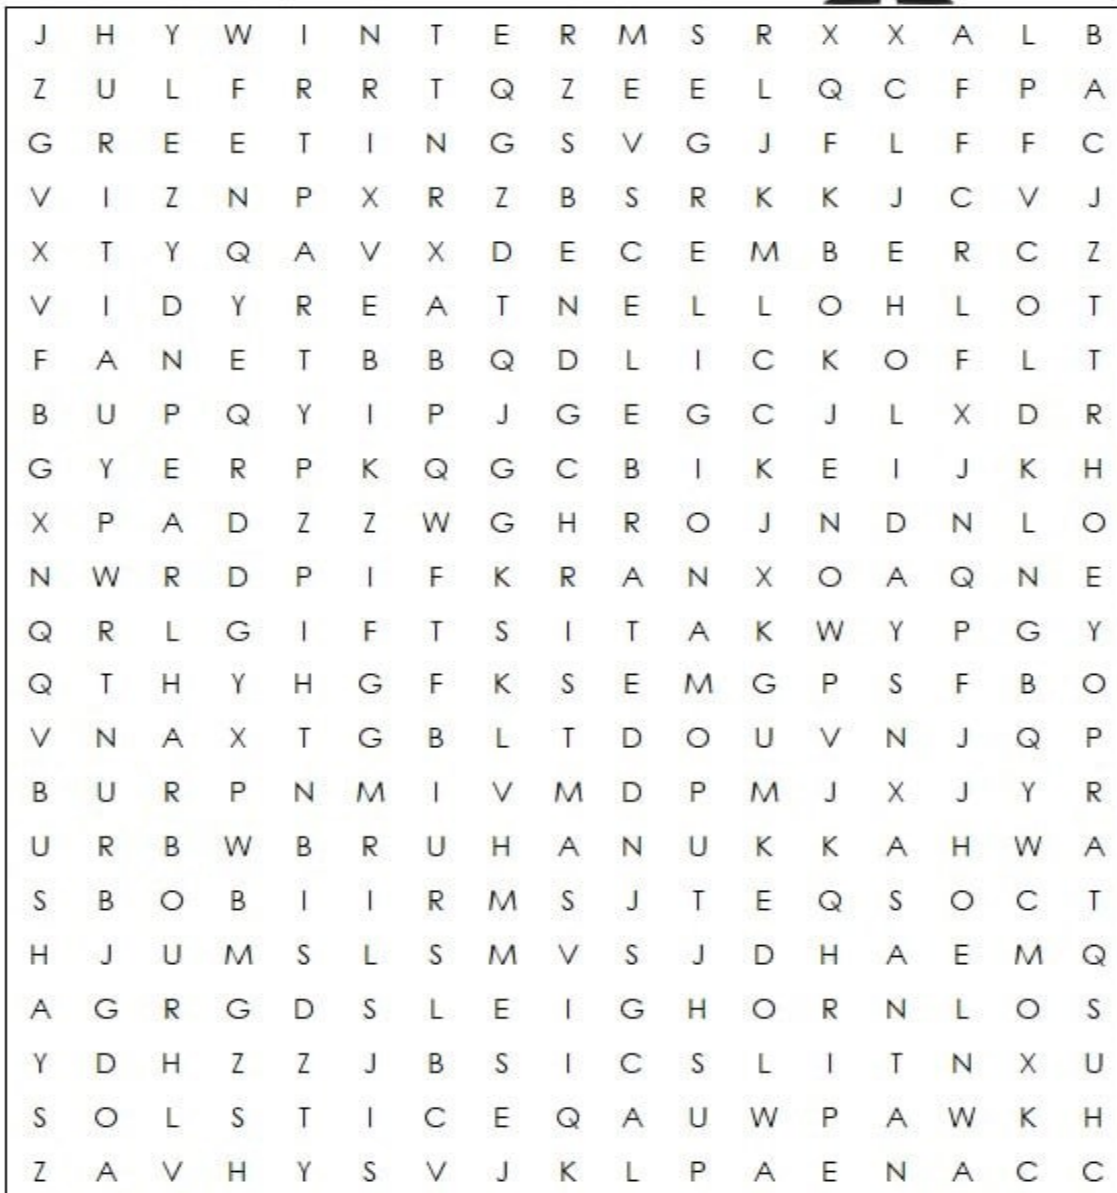 J H Y W I N T E R M S R X X A L B
Z U L F R R T Q Z E E L Q C F P A
G R E E T I N G S V G J F L F F C
V I Z N P X R Z B S R K K J C V J
X T Y Q A V X D E C E M B E R C Z
V I D Y R E A T N E L L O H L O T
F A N E T B B Q D L I C K O F L T
B U P Q Y I P J G E G C J L X D R
G Y E R P K Q G C B I K E I J K H
X P A D Z Z W G H R O J N D N L O
N W R D P I F K R A N X O A Q N E
Q R L G I F T S I T A K W Y P G Y
Q T H Y H G F K S E M G P S F B O
V N A X T G B L T D O U V N J Q P
B U R P N M I V M D P M J X J Y R
U R B W B R U H A N U K K A H W A
S B O B I I R M S J T E Q S O C T
H J U M S L S M V S J D H A E M Q
A G R G D S L E I G H O R N L O S
Y D H Z Z J B S I C S L I T N X U
S O L S T I C E Q A U W P A W K H
Z A V H Y S V J K L P A E N A C C